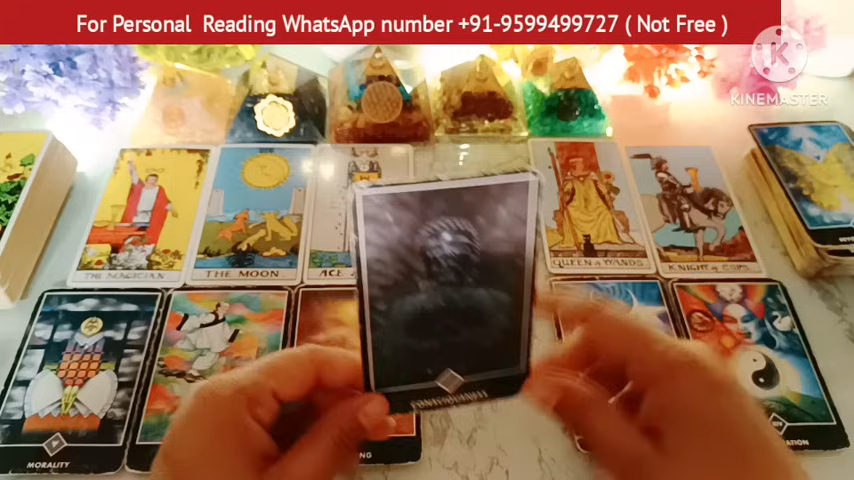 For Personal Reading WhatsApp number +91-9599499727 ( Not Free )
K
KINEMASTER
THE MAGICIAN
THE MOON
ACE
QUEEN of WANDS
KNIGHT of CUPS
MORALITY